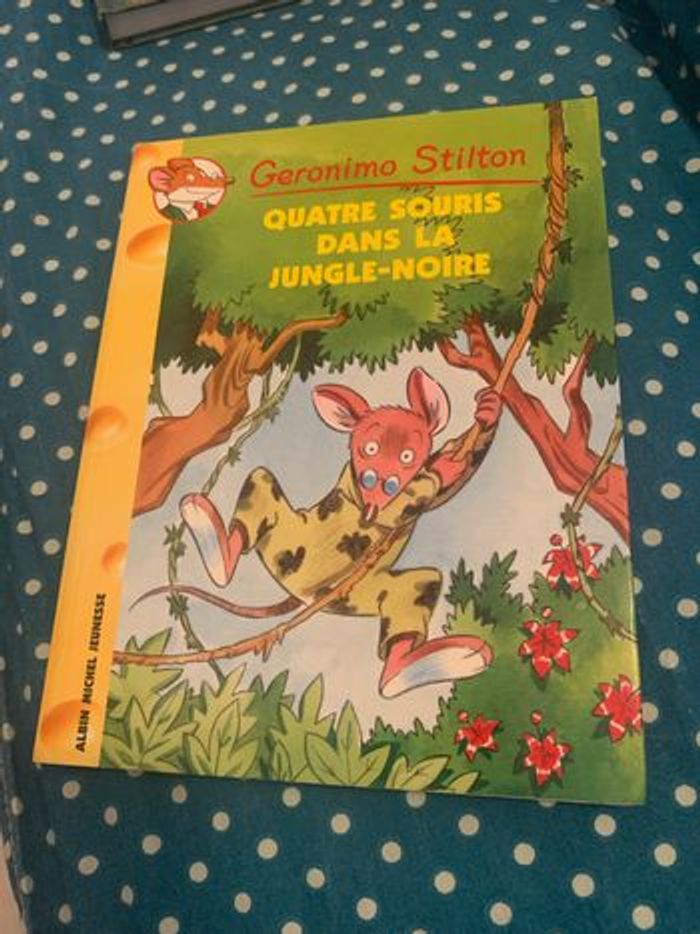 Geronimo Stilton
QUATRE SOURIS
DANS LA
JUNGLE-NOIRE
ALBIN MICHEL JEUNESSE